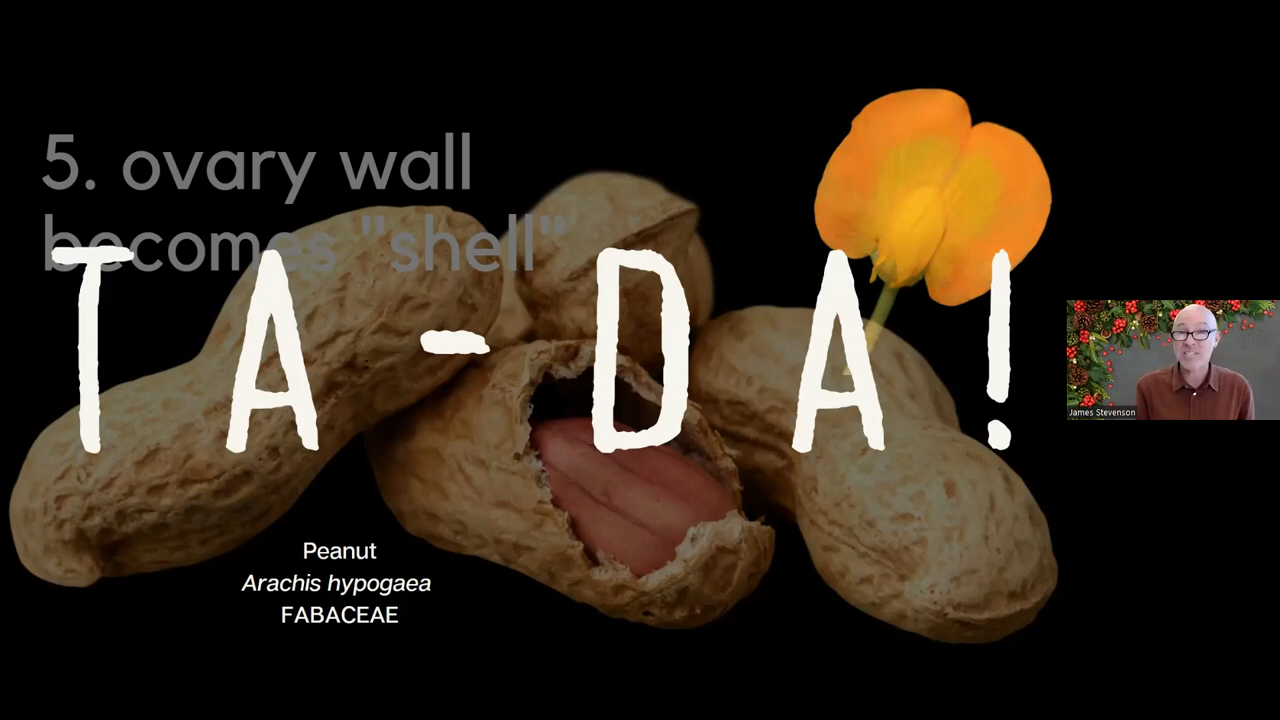 5. ovary wall
becomes "shell"
TA-DA!
Peanut
Arachis hypogaea
FABACEAE
James Stevenson